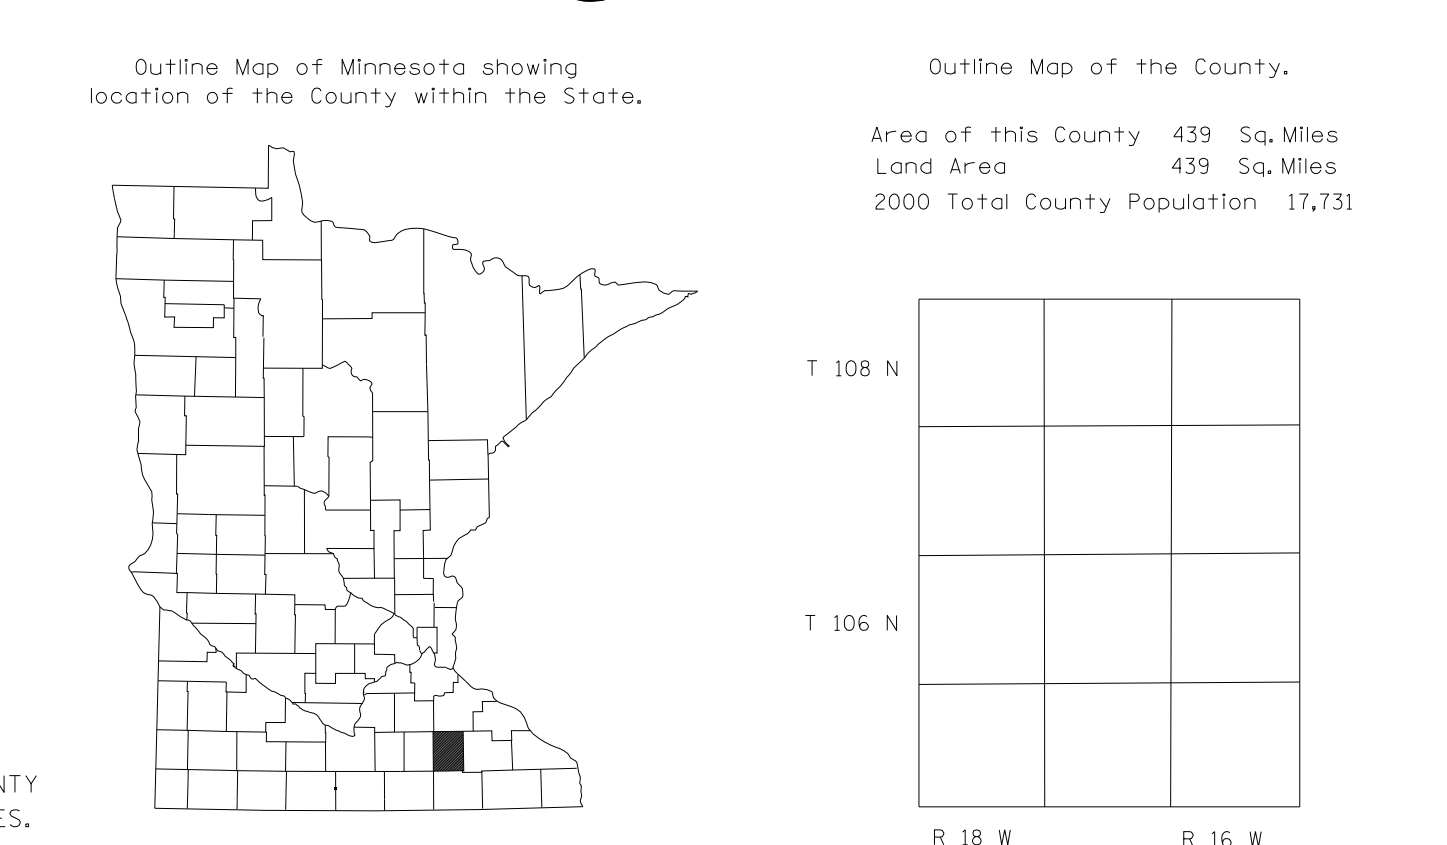 Outline Map of Minnesota showing
location of the County within the State.
Outline Map of the County.
Area of this County 439 Sq. Miles
Land Area 439 Sq. Miles
2000 Total County Population 17,731
T 108 N
T 106 N
NTY
ES.
R 18 W R 16 W